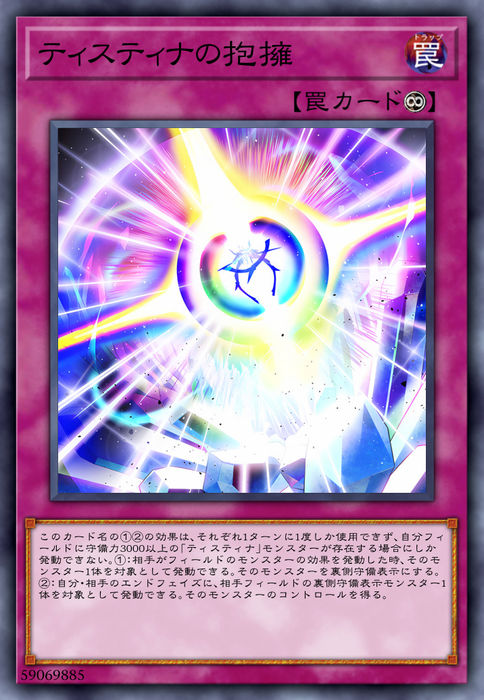 ティスティナの抱擁
トラップ
罠
【罠カード】
このカード名の①②の効果は、それぞれ1ターンに1度しか使用できず、自分フィ
ールドに守備力3000以上の「ティスティナ」モンスターが存在する場合にしか
発動できない。①：相手がフィールドのモンスターの効果を発動した時、そのモ
ンスター1体を対象として発動できる。そのモンスターを裏側守備表示にする。
②：自分・相手のエンドフェイズに、相手フィールドの裏側守備表示モンスター1
体を対象として発動できる。そのモンスターのコントロールを得る。
59069885